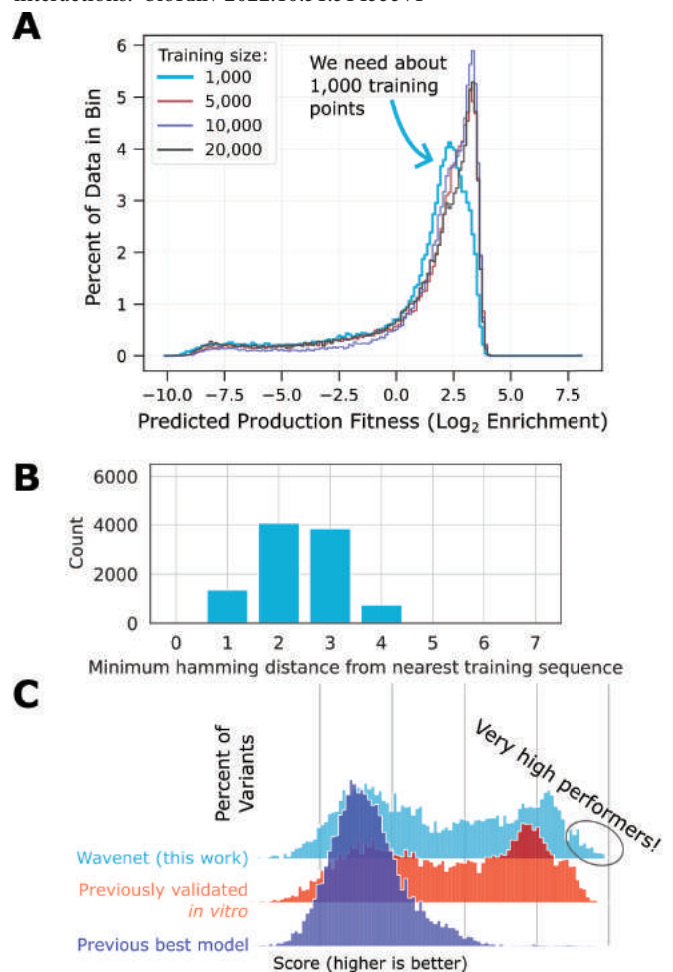 A
Training size:
1,000
5,000
10,000
20,000
We need about
1,000 training
points
6
5
4
3
2
1
0
Percent of Data in Bin
−10.0 −7.5 −5.0 −2.5 0.0 2.5 5.0 7.5
Predicted Production Fitness (Log₂ Enrichment)
B
6000
4000
2000
0
Count
0 1 2 3 4 5 6 7
Minimum hamming distance from nearest training sequence
C
Percent of
Variants
Very high performers!
Wavenet (this work)
Previously validated
in vitro
Previous best model
Score (higher is better)